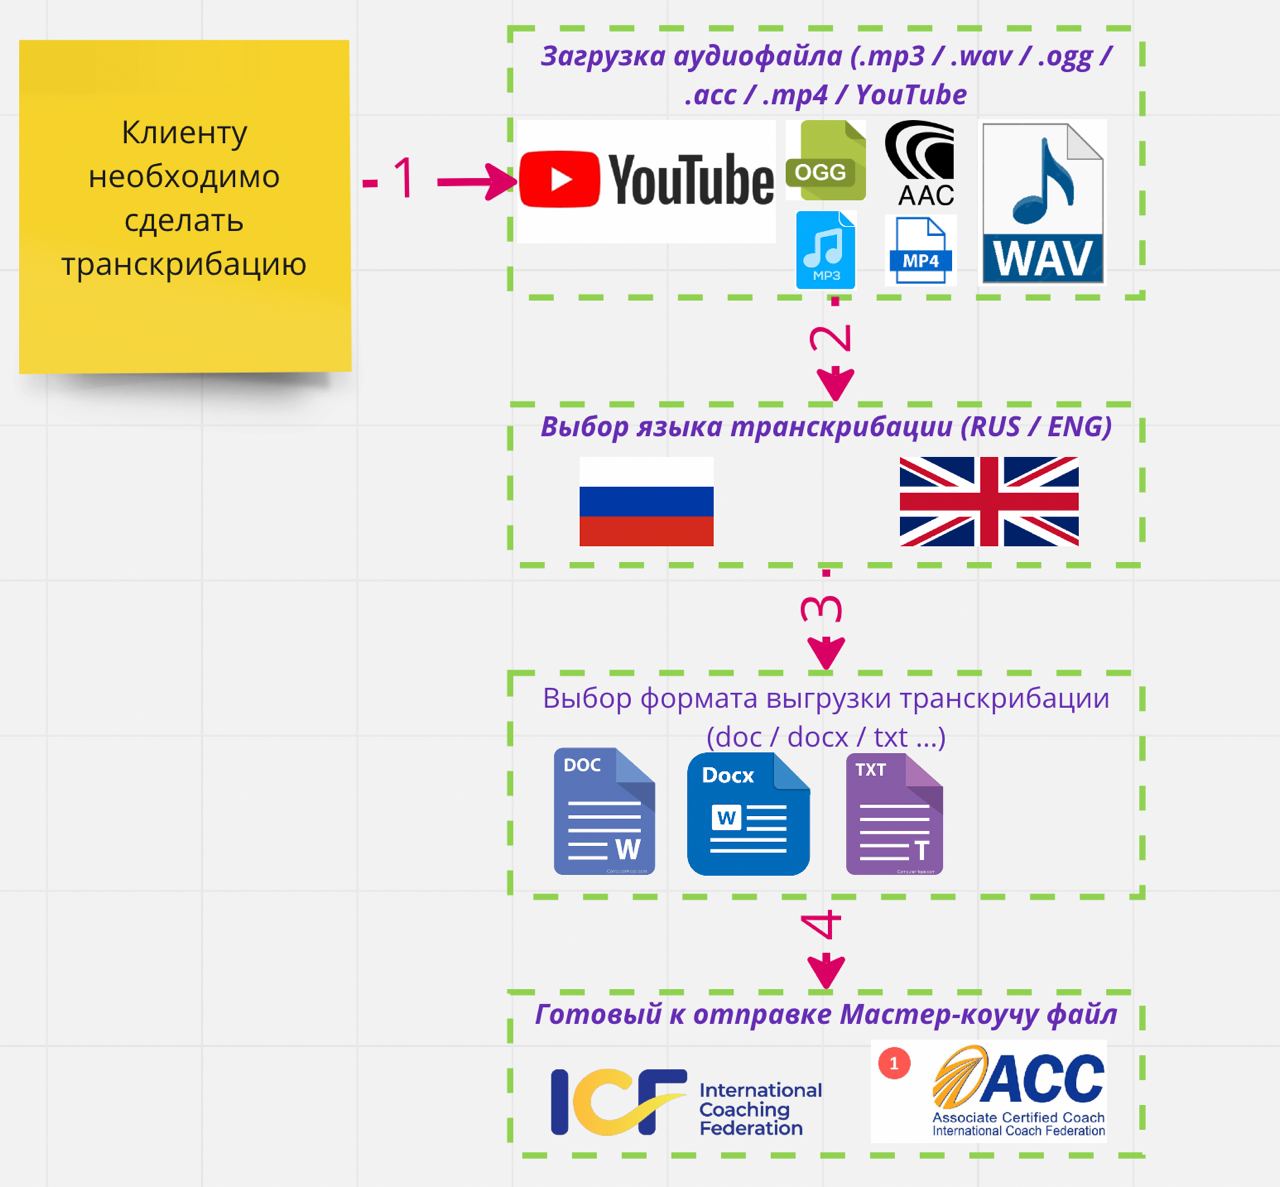 Клиенту
необходимо
сделать
транскрибацию
1
Загрузка аудиофайла (.mp3 / .wav / .ogg /
.acc / .mp4 / YouTube
YouTube
OGG
AAC
MP3
MP4
WAV
2
Выбор языка транскрибации (RUS / ENG)
3
Выбор формата выгрузки транскрибации
(doc / docx / txt ...)
DOC
W
Docx
W
TXT
T
4
Готовый к отправке Мастер-коучу файл
ICF
International
Coaching
Federation
1
ACC
Associate Certified Coach
International Coach Federation